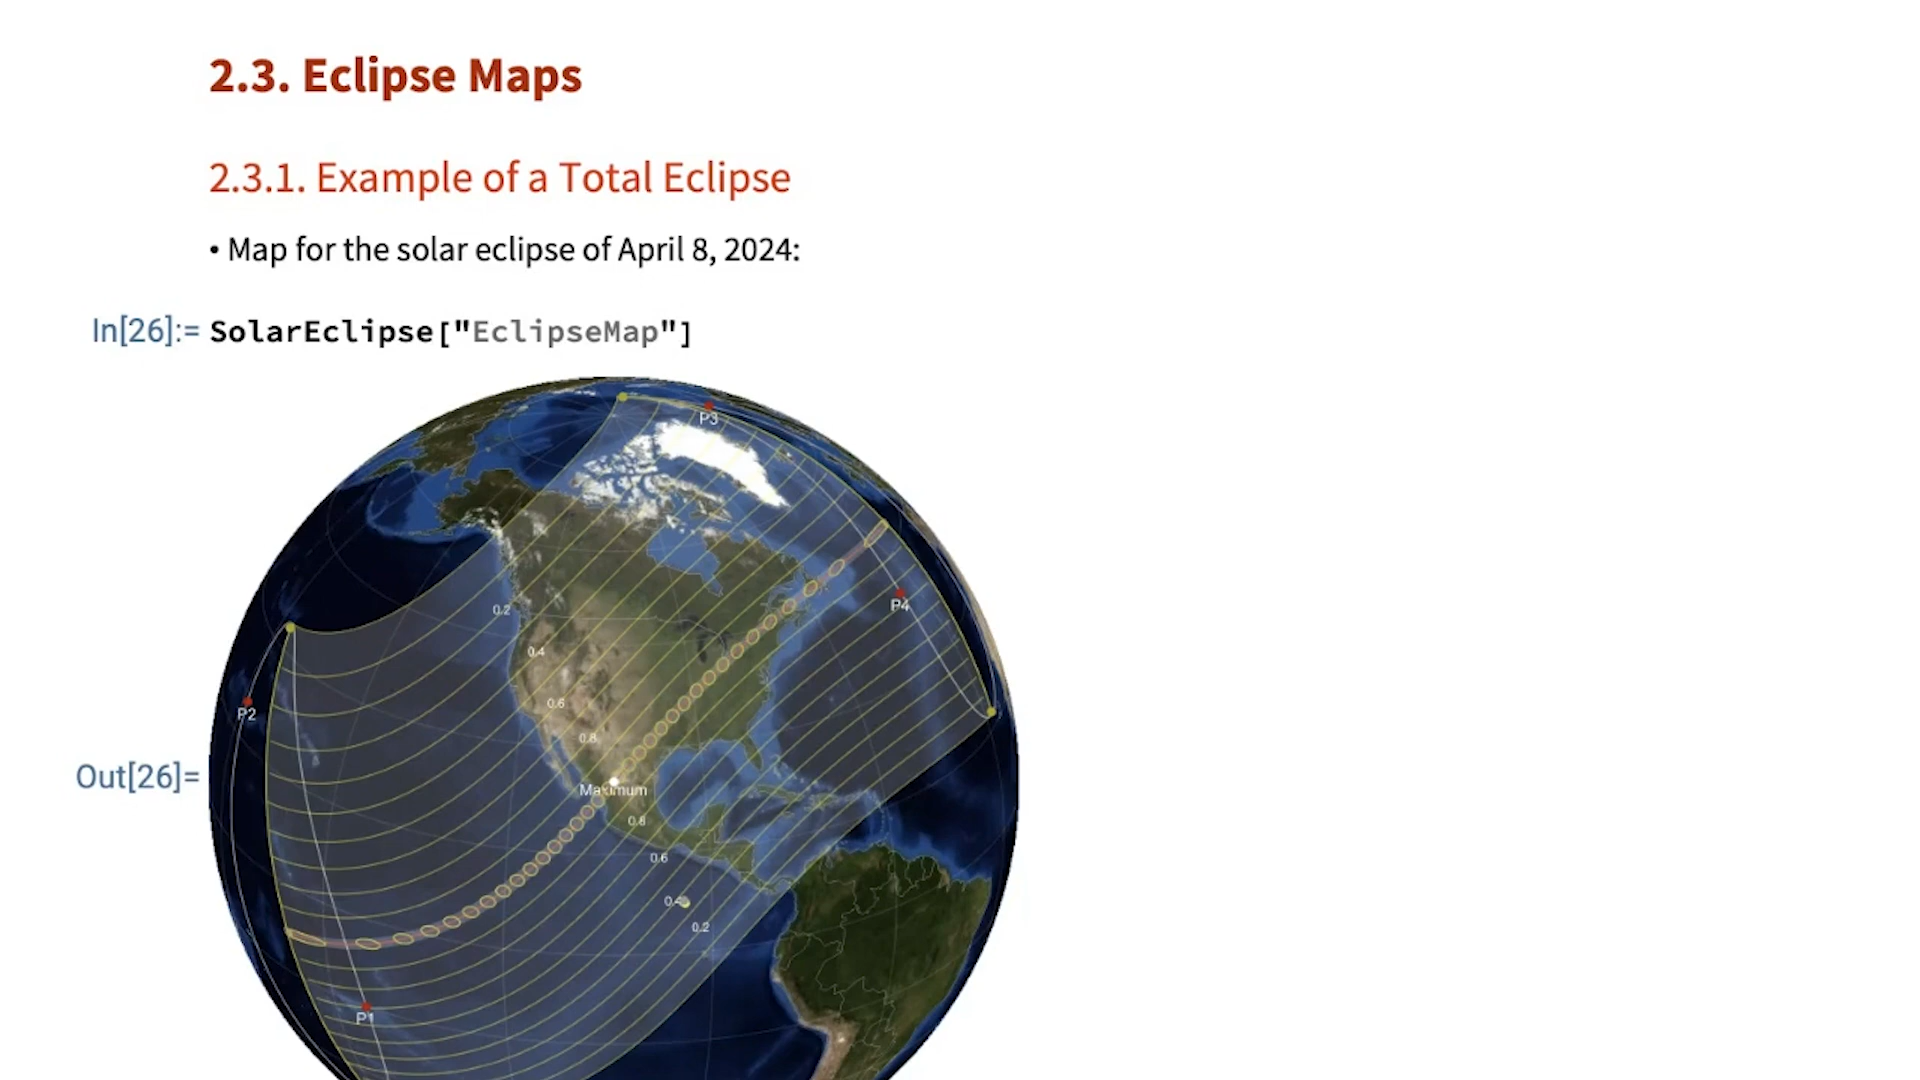 2.3. Eclipse Maps
2.3.1. Example of a Total Eclipse
• Map for the solar eclipse of April 8, 2024:
In[26]:= SolarEclipse["EclipseMap"]
P3
P4
0.2
0.4
0.6
P2
0.8
Out[26]=
Maximum
0.8
0.6
0.4
0.2
P1